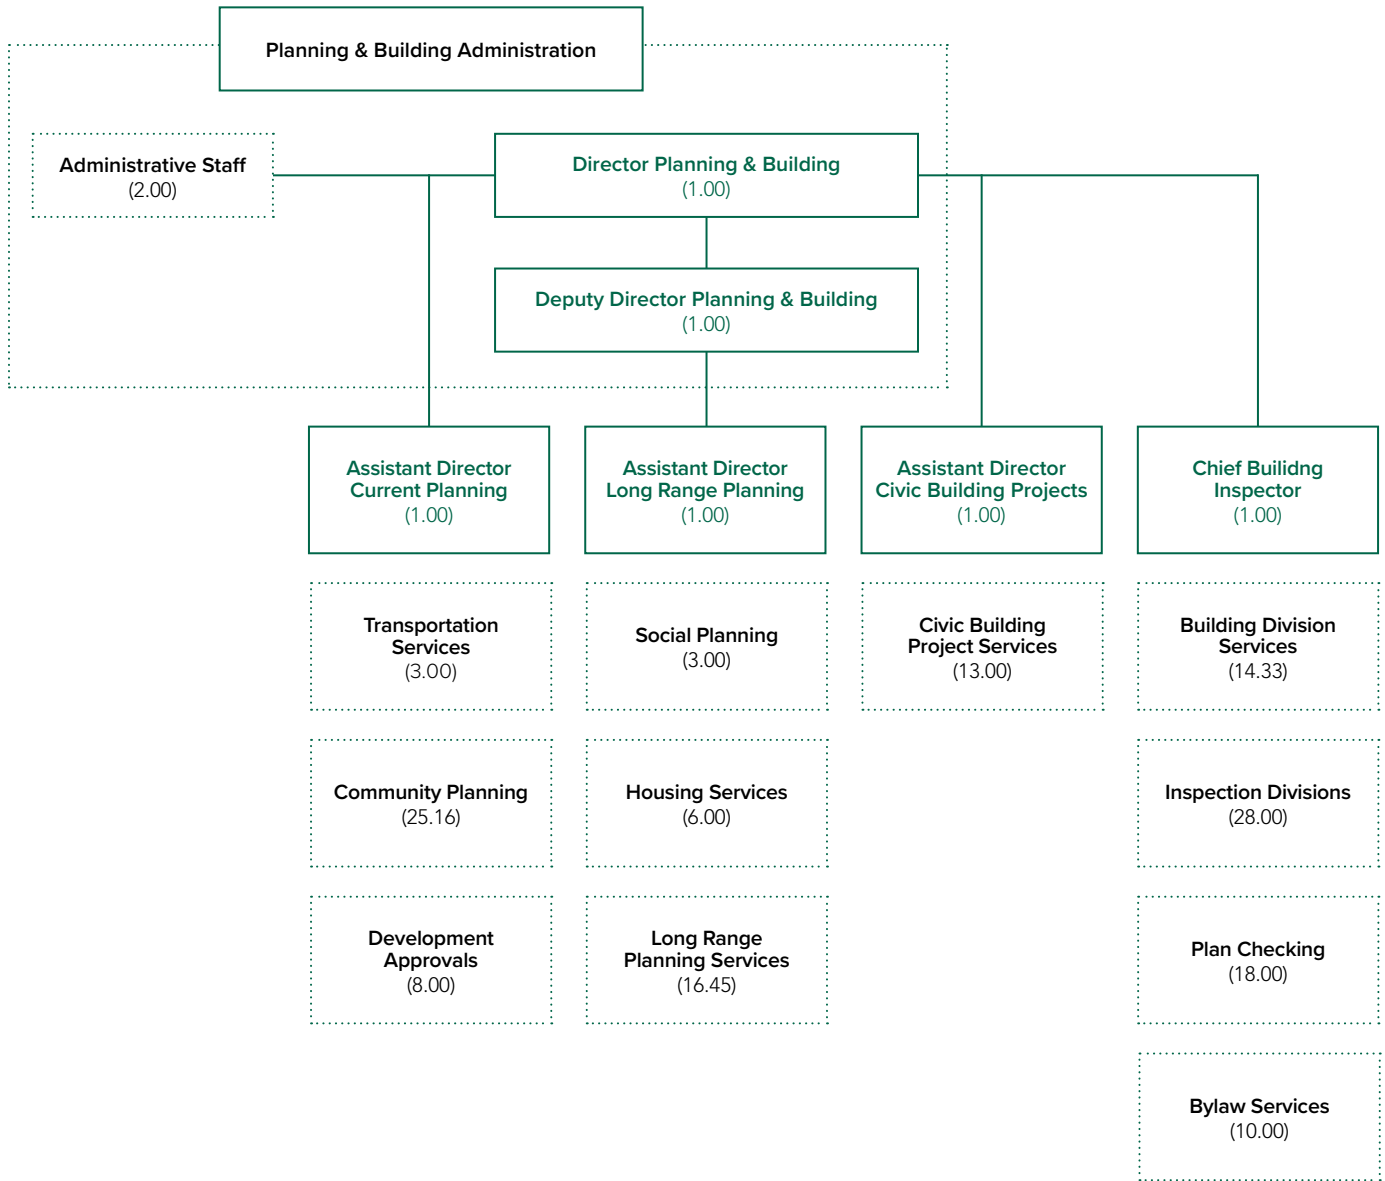 Planning & Building Administration
Administrative Staff
(2.00)
Director Planning & Building
(1.00)
Deputy Director Planning & Building
(1.00)
Assistant Director
Current Planning
(1.00)
Assistant Director
Long Range Planning
(1.00)
Assistant Director
Civic Building Projects
(1.00)
Chief Builidng
Inspector
(1.00)
Transportation
Services
(3.00)
Social Planning
(3.00)
Civic Building
Project Services
(13.00)
Building Division
Services
(14.33)
Community Planning
(25.16)
Housing Services
(6.00)
Inspection Divisions
(28.00)
Development
Approvals
(8.00)
Long Range
Planning Services
(16.45)
Plan Checking
(18.00)
Bylaw Services
(10.00)